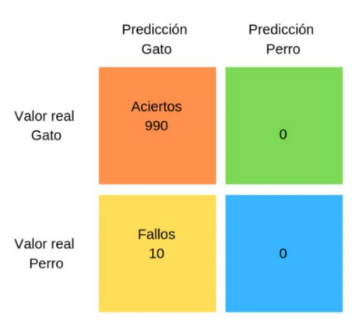 Predicción
Gato
Predicción
Perro
Valor real
Gato
Aciertos
990
0
Valor real
Perro
Fallos
10
0